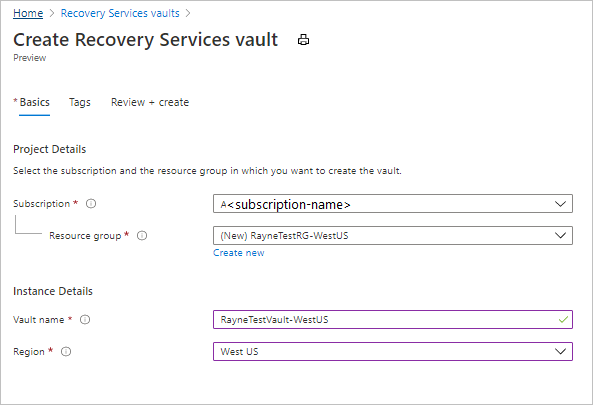 Home > Recovery Services vaults >
Create Recovery Services vault
Preview
* Basics Tags Review + create
Project Details
Select the subscription and the resource group in which you want to create the vault.
Subscription * A<subscription-name>
Resource group * (New) RayneTestRG-WestUS
Create new
Instance Details
Vault name * RayneTestVault-WestUS
Region * West US